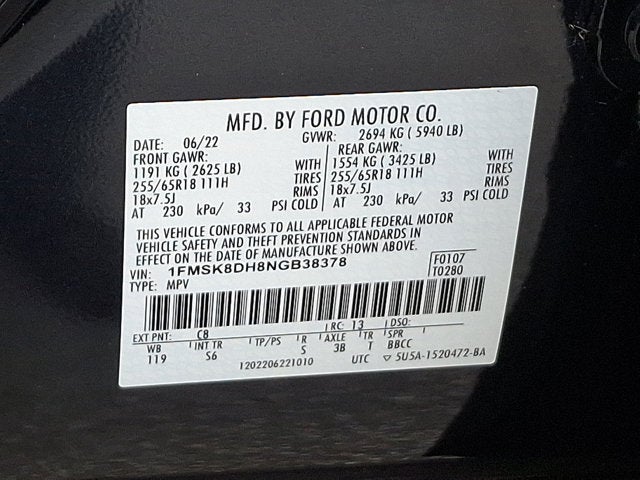 MFD. BY FORD MOTOR CO.
DATE: 06/22 GVWR: 2694 KG ( 5940 LB)
FRONT GAWR: REAR GAWR:
1191 KG ( 2625 LB) WITH 1554 KG ( 3425 LB) WITH
255/65R18 111H TIRES 255/65R18 111H TIRES
18x7.5J RIMS 18x7.5J RIMS
AT 230 kPa/ 33 PSI COLD AT 230 kPa/ 33 PSI COLD
THIS VEHICLE CONFORMS TO ALL APPLICABLE FEDERAL MOTOR
VEHICLE SAFETY AND THEFT PREVENTION STANDARDS IN
EFFECT ON THE DATE OF MANUFACTURE SHOWN ABOVE.
VIN: 1FMSK8DH8NGB38378 F0107
TYPE: MPV T0280
EXT PNT: C8 RC: 13 DSO:
WB INT TR TP/PS R AXLE TR SPR
119 S6 S 3B T BBCC
1202206221010 UTC 5U5A-1520472-BA